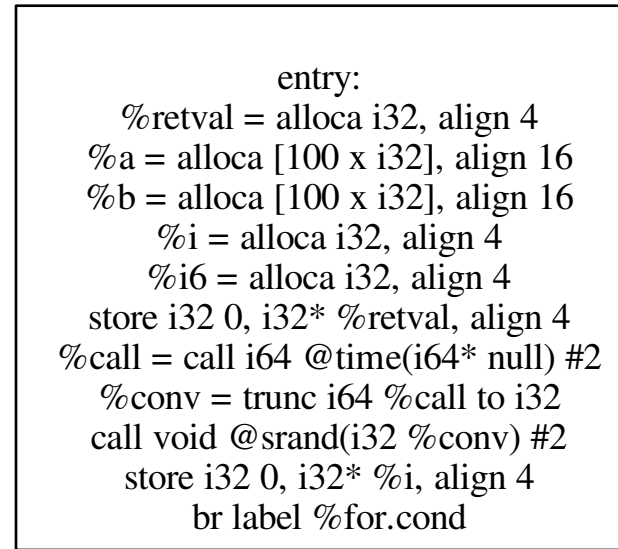 entry:
%retval = alloca i32, align 4
%a = alloca [100 x i32], align 16
%b = alloca [100 x i32], align 16
%i = alloca i32, align 4
%i6 = alloca i32, align 4
store i32 0, i32* %retval, align 4
%call = call i64 @time(i64* null) #2
%conv = trunc i64 %call to i32
call void @srand(i32 %conv) #2
store i32 0, i32* %i, align 4
br label %for.cond